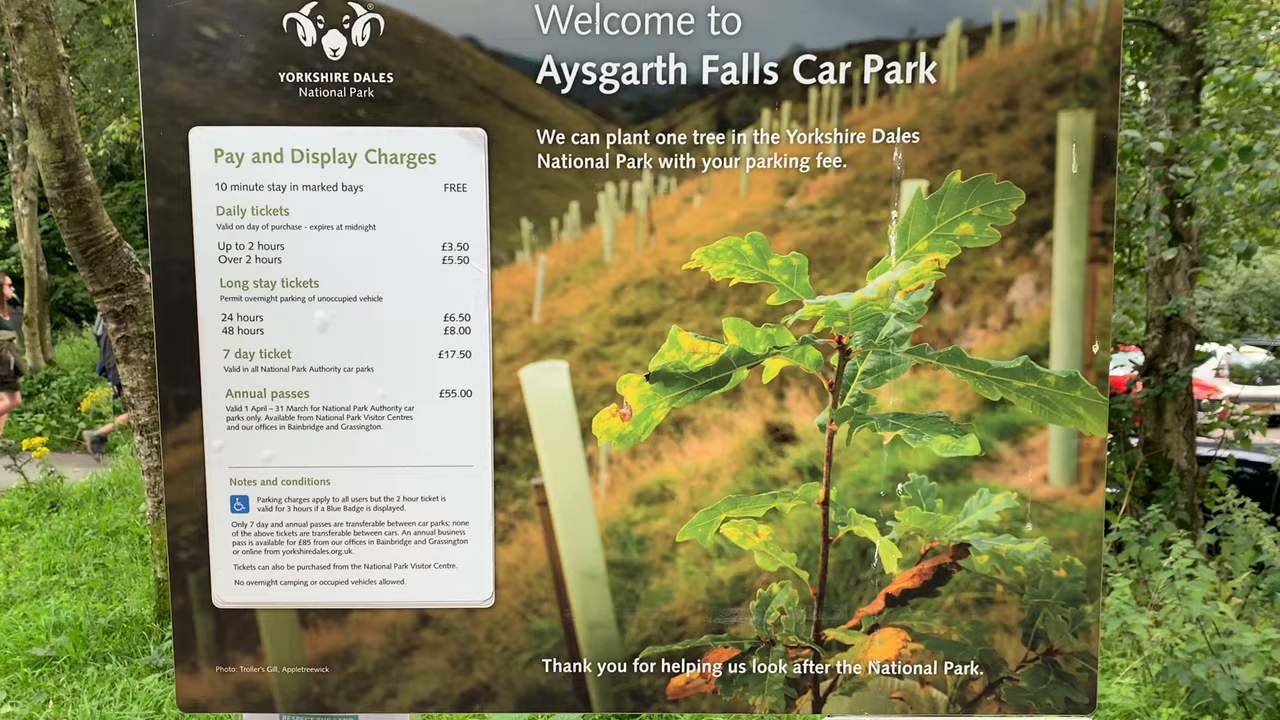 YORKSHIRE DALES
National Park
Welcome to
Aysgarth Falls Car Park
We can plant one tree in the Yorkshire Dales
National Park with your parking fee.
Pay and Display Charges
10 minute stay in marked bays FREE
Daily tickets
Valid on day of purchase - expires at midnight
Up to 2 hours £3.50
Over 2 hours £5.50
Long stay tickets
Permit overnight parking of unoccupied vehicle
24 hours £6.50
48 hours £8.00
7 day ticket £17.50
Valid in all National Park Authority car parks
Annual passes £55.00
Valid 1 April – 31 March for National Park Authority car
parks only. Available from National Park Visitor Centres
and our offices in Bainbridge and Grassington.
Notes and conditions
Parking charges apply to all users but the 2 hour ticket is
valid for 3 hours if a Blue Badge is displayed.
Only 7 day and annual passes are transferable between car parks; none
of the above tickets are transferable between cars. An annual business
pass is available for £85 from our offices in Bainbridge and Grassington
or online from yorkshiredales.org.uk.
Tickets can also be purchased from the National Park Visitor Centre.
No overnight camping or occupied vehicles allowed.
Photo: Troller's Gill, Appletreewick
Thank you for helping us look after the National Park.
RESPECT THE LAND